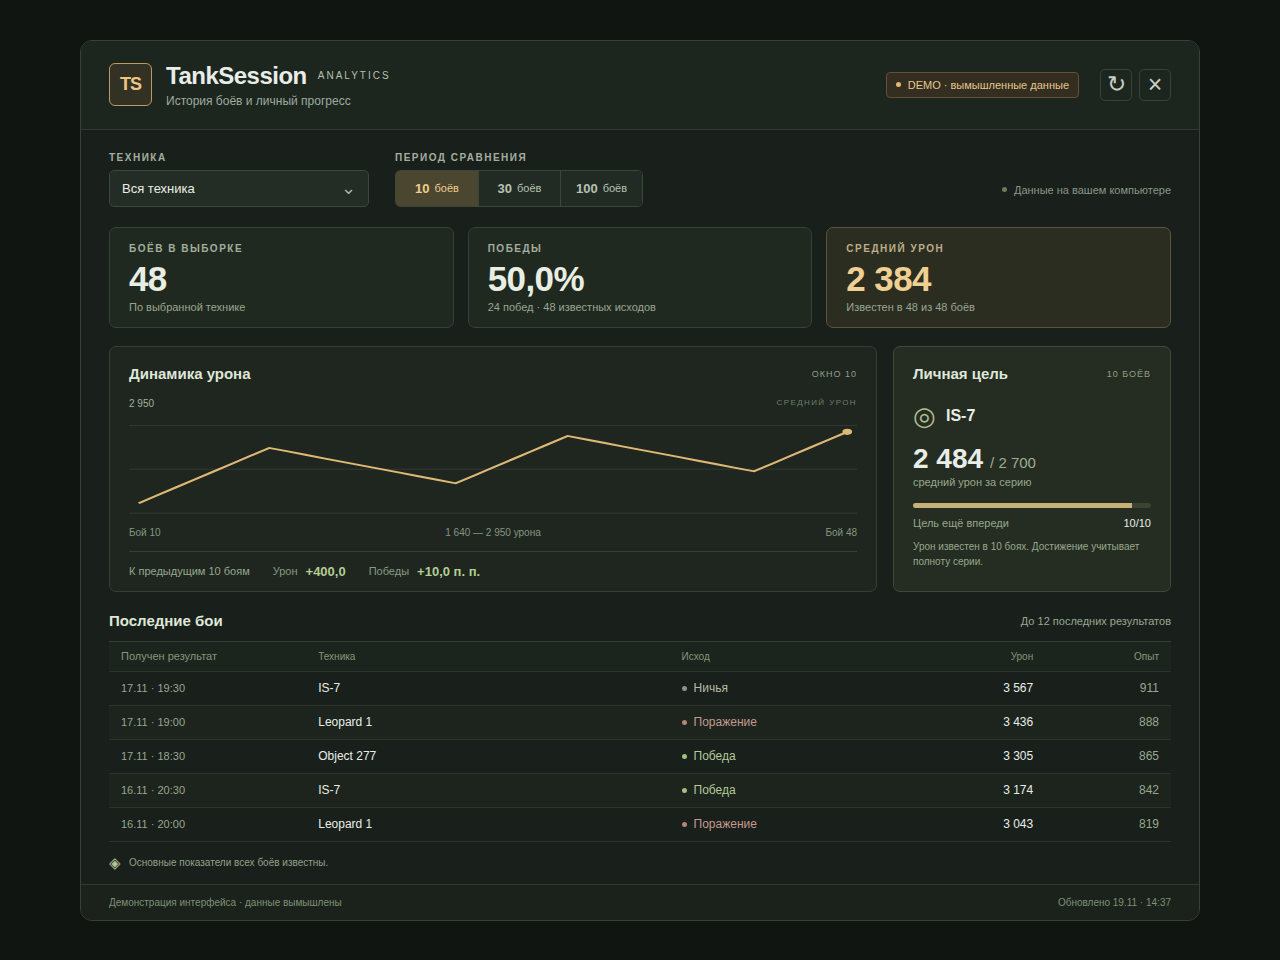 TS
TankSession ANALYTICS
История боёв и личный прогресс
DEMO · вымышленные данные
ТЕХНИКА
Вся техника
ПЕРИОД СРАВНЕНИЯ
10 боёв
30 боёв
100 боёв
Данные на вашем компьютере
БОЁВ В ВЫБОРКЕ
48
По выбранной технике
ПОБЕДЫ
50,0%
24 побед · 48 известных исходов
СРЕДНИЙ УРОН
2 384
Известен в 48 из 48 боёв
Динамика урона
ОКНО 10
2 950
СРЕДНИЙ УРОН
Бой 10
1 640 — 2 950 урона
Бой 48
К предыдущим 10 боям Урон +400,0 Победы +10,0 п. п.
Личная цель
10 БОЁВ
IS-7
2 484 / 2 700
средний урон за серию
Цель ещё впереди
10/10
Урон известен в 10 боях. Достижение учитывает
полноту серии.
Последние бои
До 12 последних результатов
Получен результат Техника Исход Урон Опыт
17.11 · 19:30 IS-7 Ничья 3 567 911
17.11 · 19:00 Leopard 1 Поражение 3 436 888
17.11 · 18:30 Object 277 Победа 3 305 865
16.11 · 20:30 IS-7 Победа 3 174 842
16.11 · 20:00 Leopard 1 Поражение 3 043 819
Основные показатели всех боёв известны.
Демонстрация интерфейса · данные вымышлены
Обновлено 19.11 · 14:37